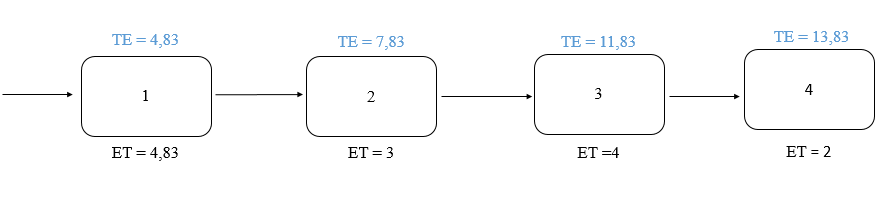 TE = 4,83
TE = 7,83
TE = 11,83
TE = 13,83
1
2
3
4
ET = 4,83
ET = 3
ET =4
ET = 2